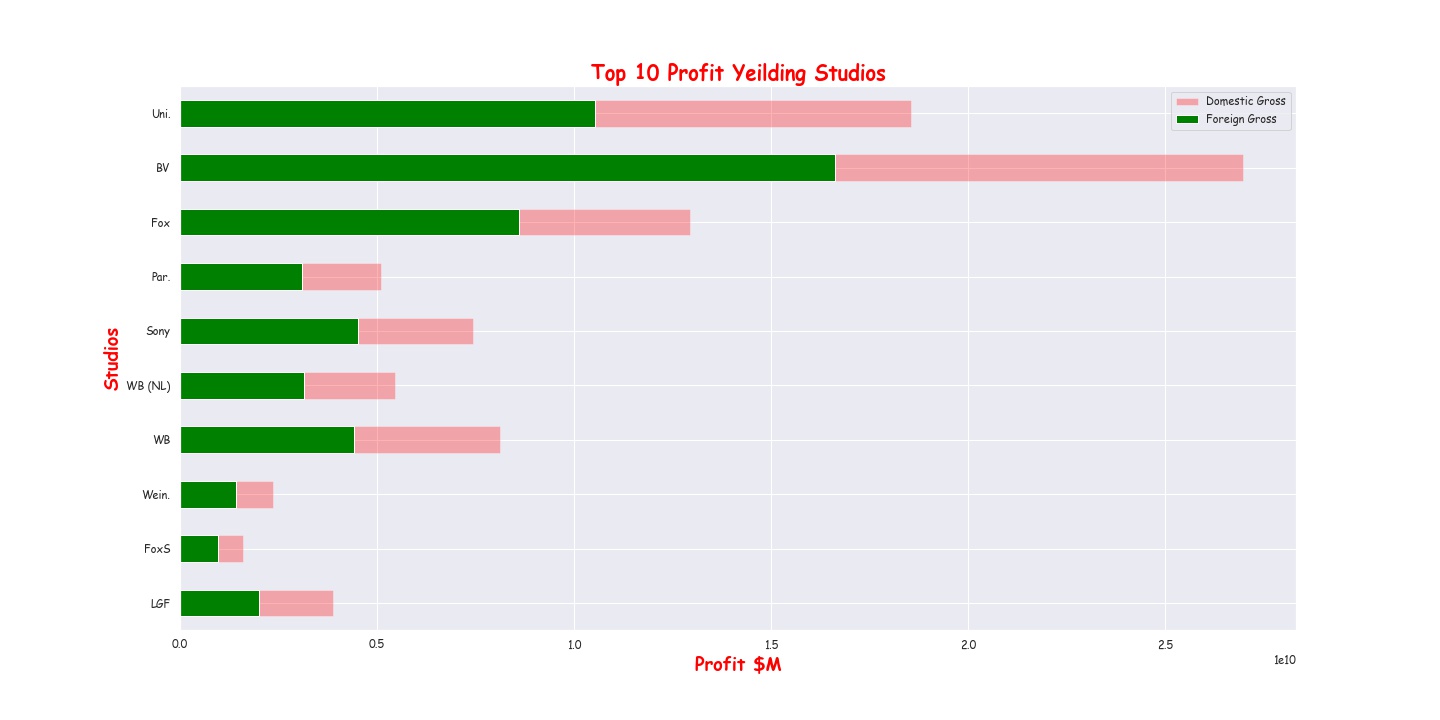 Top 10 Profit Yeilding Studios
Domestic Gross
Foreign Gross
Uni.
BV
Fox
Par.
Sony
WB (NL)
WB
Wein.
FoxS
LGF
Studios
0.0 0.5 1.0 1.5 2.0 2.5
1e10
Profit $M